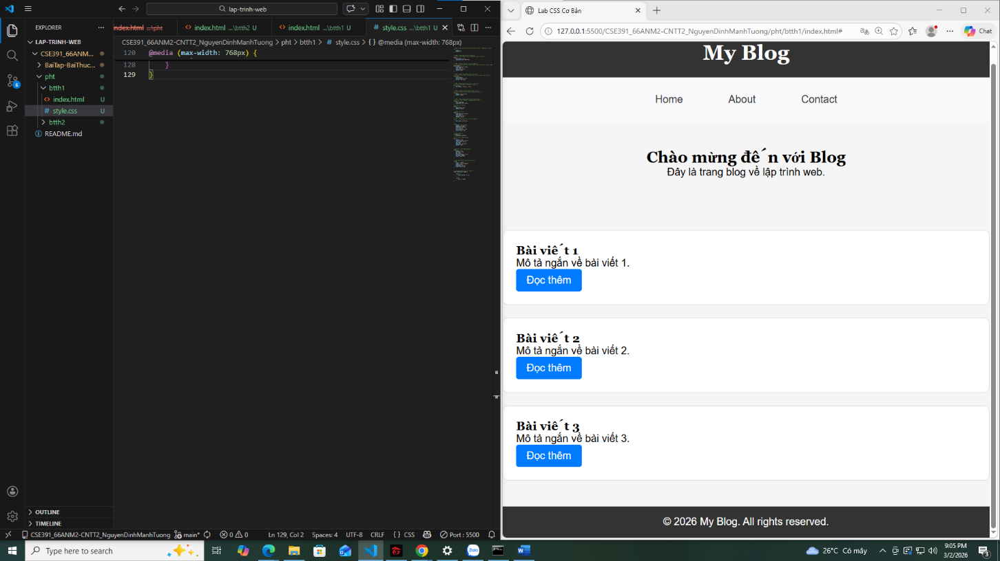 lap-trinh-web
EXPLORER
index.html ...\pht
index.html ...\btth2 U
index.html ...\btth1 U
style.css ...\btth1 U
LAP-TRINH-WEB
CSE391_66ANM...
BaiTap-BaiThuc...
pht
btth1
index.html U
style.css U
btth2
README.md
OUTLINE
TIMELINE
CSE391_66ANM2-CNTT2_NguyenDinhManhTuong > pht > btth1 > # style.css > { } @media (max-width: 768px)
120 @media (max-width: 768px) {
128 }
129 }
6
CSE391_66ANM2-CNTT2_NguyenDinhManhTuong main* 0 0 Ln 129, Col 2 Spaces: 4 UTF-8 CRLF { } CSS Port : 5500
Lab CSS Cơ Bản
127.0.0.1:5500/CSE391_66ANM2-CNTT2_NguyenDinhManhTuong/pht/btth1/index.html#
Chat
My Blog
Home About Contact
Chào mừng đến với Blog
Đây là trang blog về lập trình web.
Bài viết 1
Mô tả ngắn về bài viết 1.
Đọc thêm
Bài viết 2
Mô tả ngắn về bài viết 2.
Đọc thêm
Bài viết 3
Mô tả ngắn về bài viết 3.
Đọc thêm
© 2026 My Blog. All rights reserved.
Type here to search
Zalo
26°C Có mây
9:05 PM
3/2/2026
3